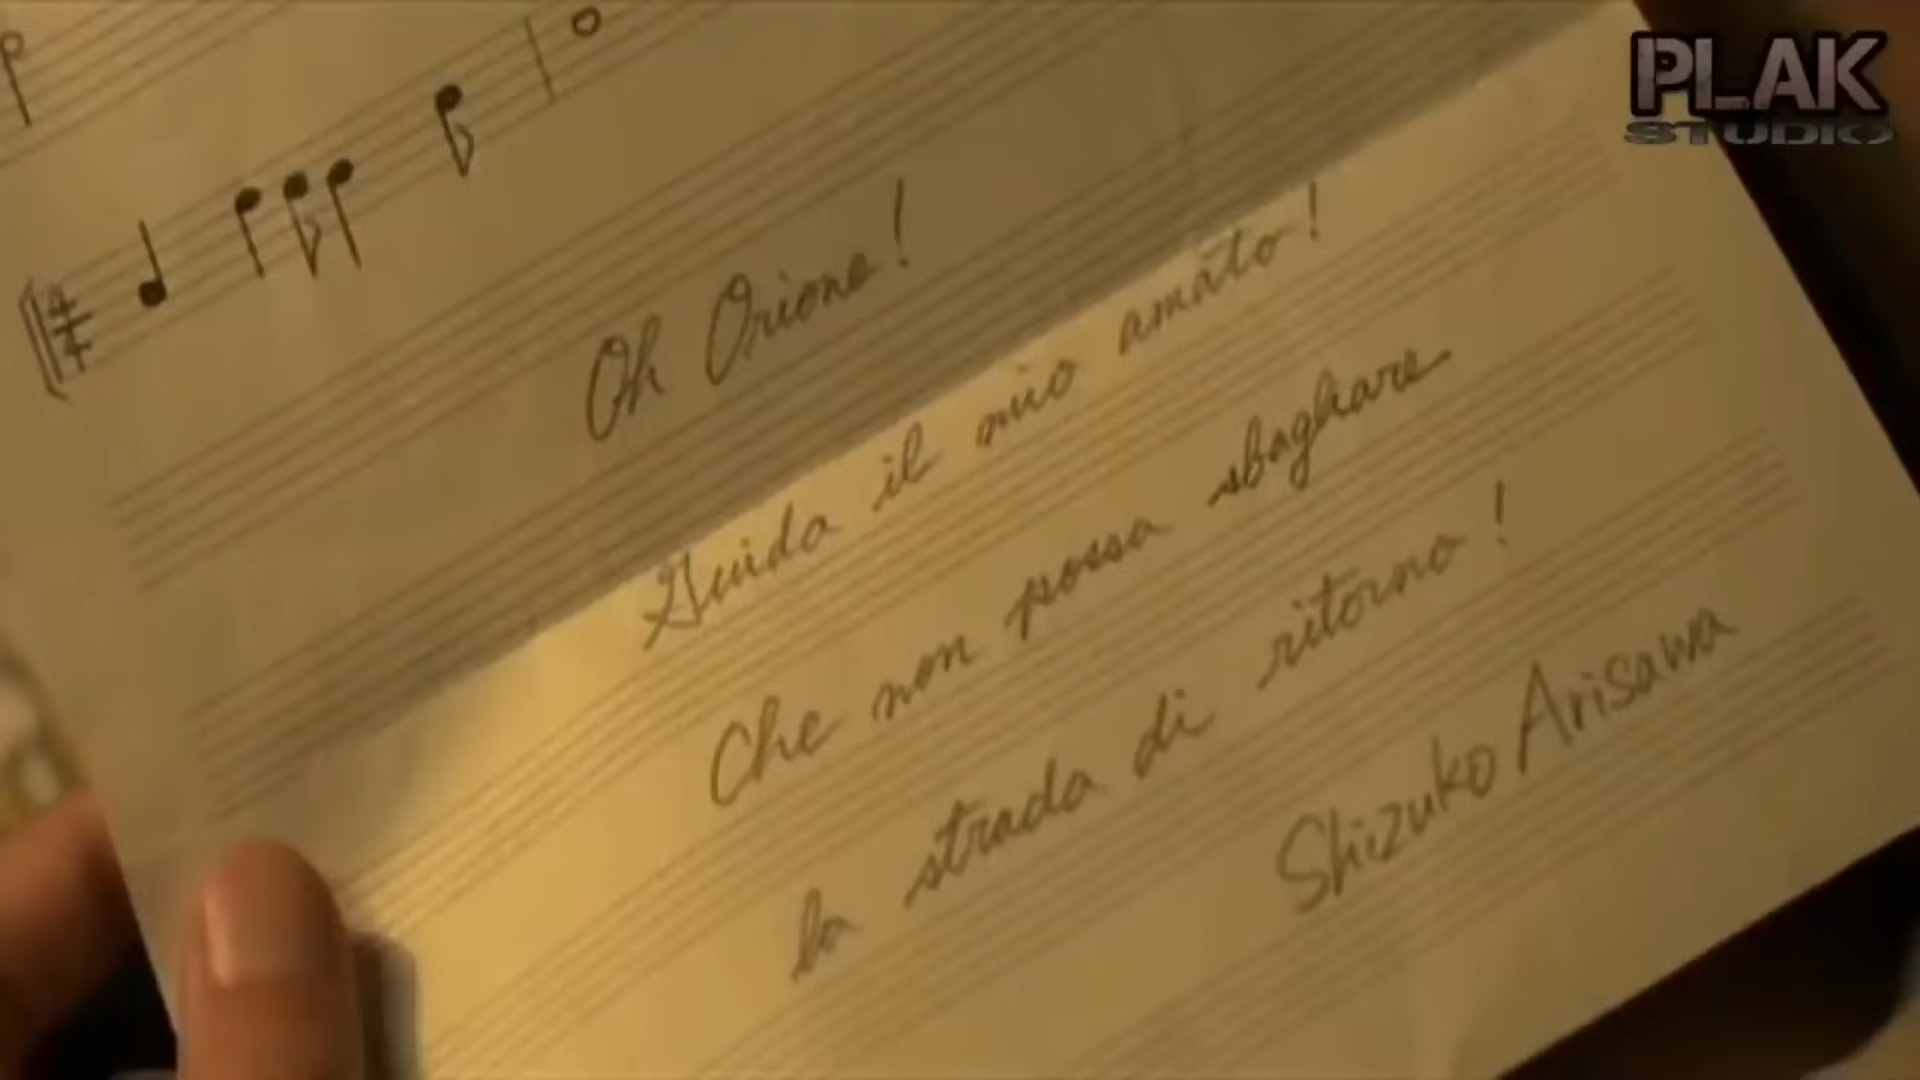 PLAK
STUDIO
Oh Orione!
Guida il mio amato!
Che non possa sbagliare
la strada di ritorno!
Shizuko Arisawa